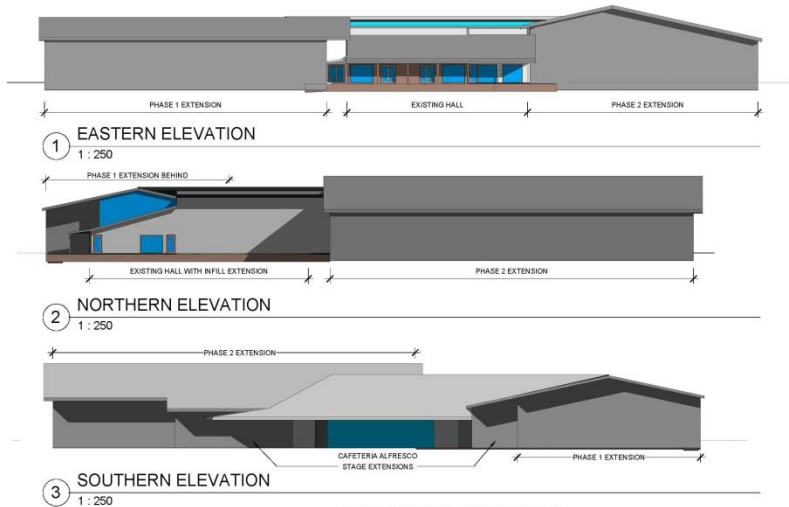 PHASE 1 EXTENSION
EXISTING HALL
PHASE 2 EXTENSION
1
EASTERN ELEVATION
1 : 250
PHASE 1 EXTENSION BEHIND
EXISTING HALL WITH INFILL EXTENSION
PHASE 2 EXTENSION
2
NORTHERN ELEVATION
1 : 250
PHASE 2 EXTENSION
CAFETERIA ALFRESCO
STAGE EXTENSIONS
PHASE 1 EXTENSION
3
SOUTHERN ELEVATION
1 : 250